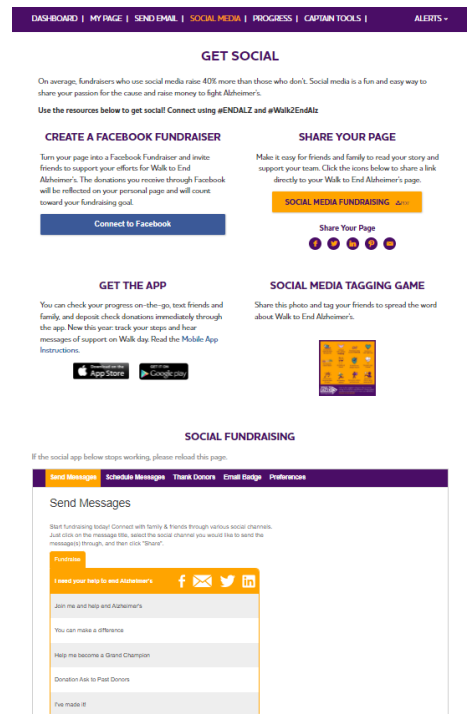 DASHBOARD | MY PAGE | SEND EMAIL | SOCIAL MEDIA | PROGRESS | CAPTAIN TOOLS | ALERTS
GET SOCIAL
On average, fundraisers who use social media raise 40% more than those who don't. Social media is a fun and easy way to
share your passion for the cause and raise money to fight Alzheimer's.
Use the resources below to get social! Connect using #ENDALZ and #Walk2EndAlz
CREATE A FACEBOOK FUNDRAISER
Turn your page into a Facebook Fundraiser and invite
friends to support your efforts for Walk to End
Alzheimer's. The donations you receive through Facebook
will be reflected on your personal page and will count
toward your fundraising goal.
Connect to Facebook
SHARE YOUR PAGE
Make it easy for friends and family to read your story and
support your team. Click the icons below to share a link
directly to your Walk to End Alzheimer's page.
SOCIAL MEDIA FUNDRAISING
Share Your Page
GET THE APP
You can check your progress on-the-go, text friends and
family, and deposit check donations immediately through
the app. New this year: track your steps and hear
messages of support on Walk day. Read the Mobile App
Instructions.
Download on the
App Store
GET IT ON
Google play
SOCIAL MEDIA TAGGING GAME
Share this photo and tag your friends to spread the word
about Walk to End Alzheimer's.
SOCIAL FUNDRAISING
If the social app below stops working, please reload this page.
Send Messages Schedule Messages Thank Donors Email Badge Preferences
Send Messages
Start fundraising today! Connect with family & friends through various social channels.
Just click on the message title, select the social channel you would like to send the
message(s) through, and then click "Share".
Fundraise
I need your help to end Alzheimer's
Join me and help end Alzheimer's
You can make a difference
Help me become a Grand Champion
Donation Ask to Past Donors
I've made it!